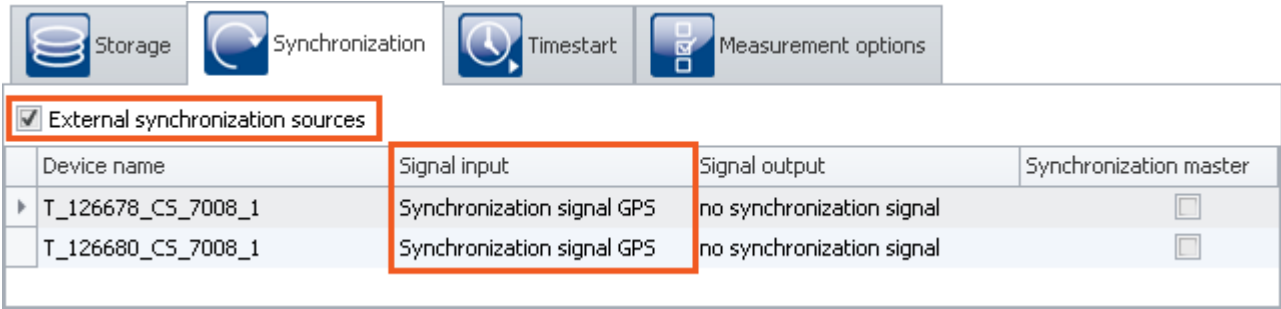 Storage Synchronization Timestart Measurement options
External synchronization sources
Device name Signal input Signal output Synchronization master
T_126678_CS_7008_1 Synchronization signal GPS no synchronization signal
T_126680_CS_7008_1 Synchronization signal GPS no synchronization signal